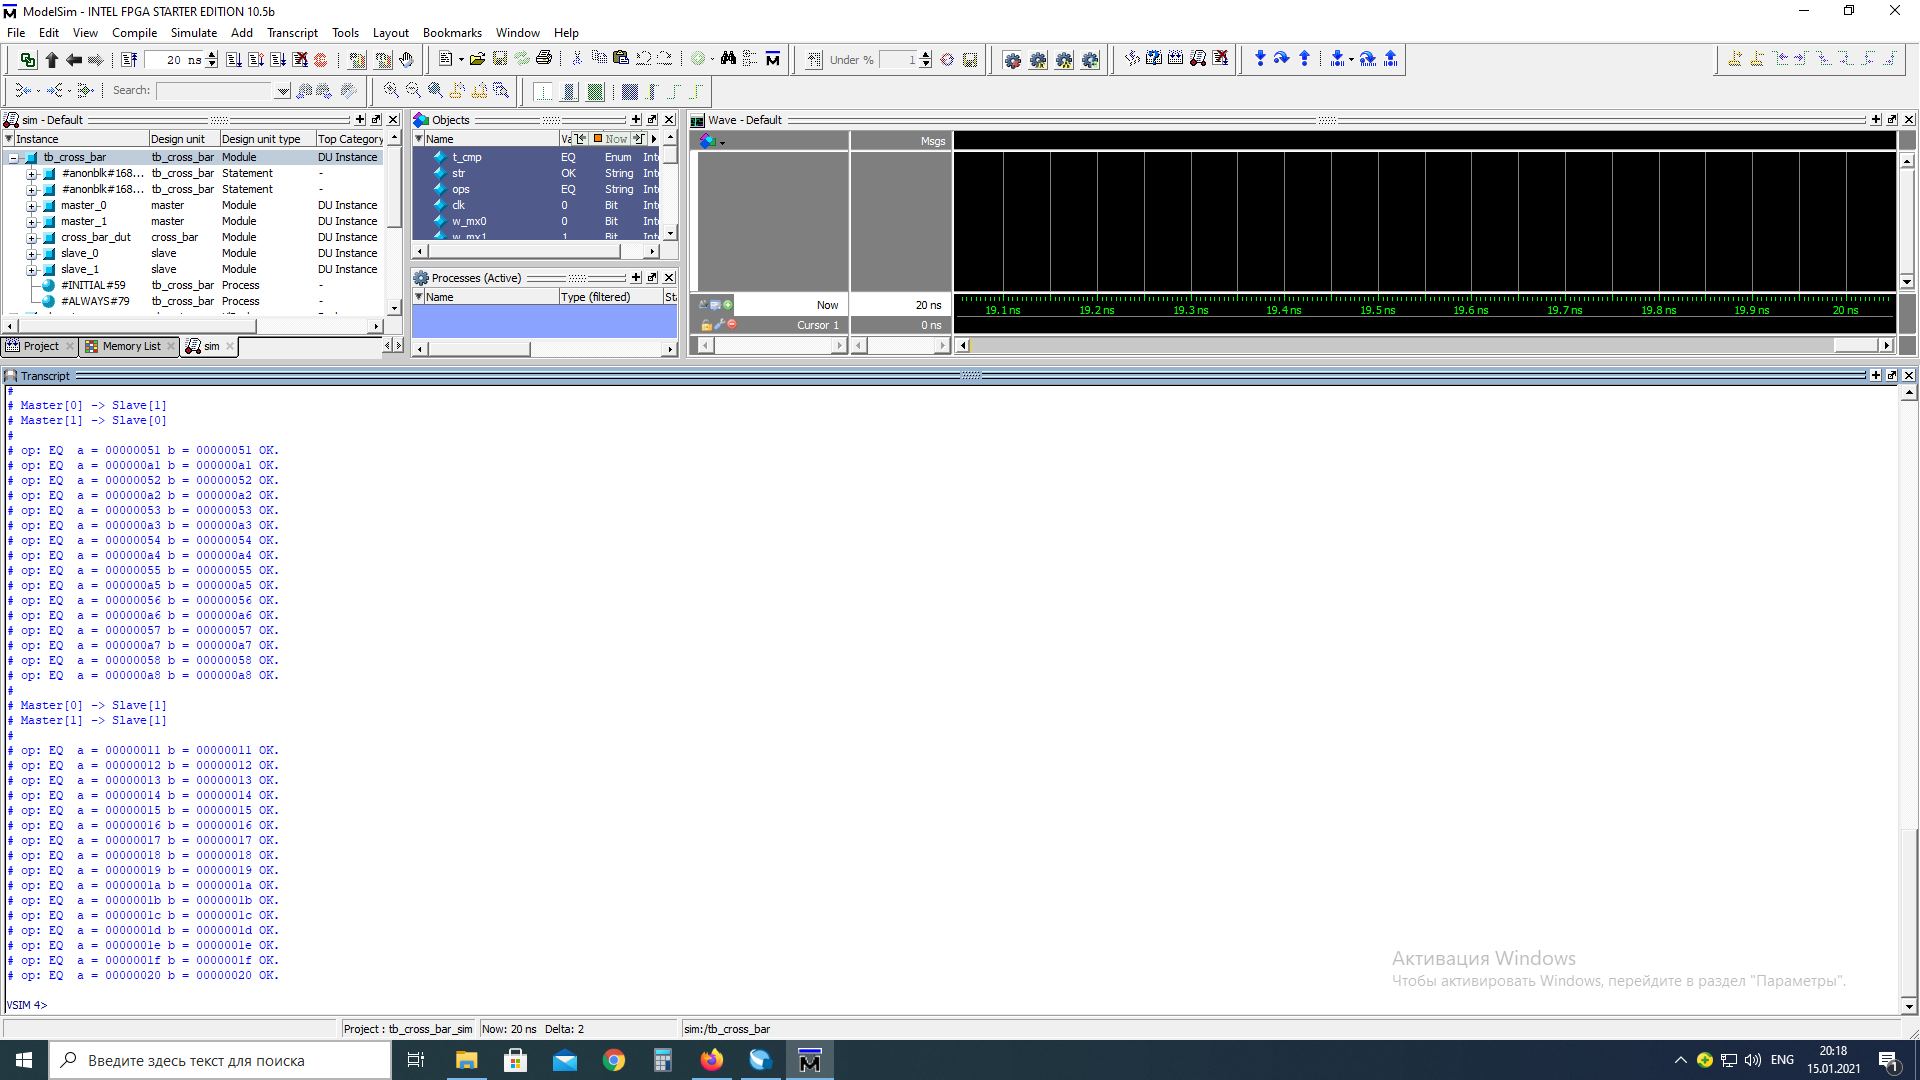 ModelSim - INTEL FPGA STARTER EDITION 10.5b
File Edit View Compile Simulate Add Transcript Tools Layout Bookmarks Window Help
20 ns
Under % 1
Search:
sim - Default
Instance Design unit Design unit type Top Category
tb_cross_bar tb_cross_bar Module DU Instance
#anonblk#168... tb_cross_bar Statement -
#anonblk#168... tb_cross_bar Statement -
master_0 master Module DU Instance
master_1 master Module DU Instance
cross_bar_dut cross_bar Module DU Instance
slave_0 slave Module DU Instance
slave_1 slave Module DU Instance
#INITIAL#59 tb_cross_bar Process -
#ALWAYS#79 tb_cross_bar Process -
Project Memory List sim
Objects
Name Va Now
t_cmp EQ Enum Inte
str OK String Inte
ops EQ String Inte
clk 0 Bit Inte
w_mx0 0 Bit Inte
w_mx1 1 Bit Inte
Processes (Active)
Name Type (filtered) Sta
Wave - Default
Msgs
Now 20 ns
Cursor 1 0 ns
19.1 ns 19.2 ns 19.3 ns 19.4 ns 19.5 ns 19.6 ns 19.7 ns 19.8 ns 19.9 ns 20 ns
Transcript
#
# Master[0] -> Slave[1]
# Master[1] -> Slave[0]
#
# op: EQ a = 00000051 b = 00000051 OK.
# op: EQ a = 000000a1 b = 000000a1 OK.
# op: EQ a = 00000052 b = 00000052 OK.
# op: EQ a = 000000a2 b = 000000a2 OK.
# op: EQ a = 00000053 b = 00000053 OK.
# op: EQ a = 000000a3 b = 000000a3 OK.
# op: EQ a = 00000054 b = 00000054 OK.
# op: EQ a = 000000a4 b = 000000a4 OK.
# op: EQ a = 00000055 b = 00000055 OK.
# op: EQ a = 000000a5 b = 000000a5 OK.
# op: EQ a = 00000056 b = 00000056 OK.
# op: EQ a = 000000a6 b = 000000a6 OK.
# op: EQ a = 00000057 b = 00000057 OK.
# op: EQ a = 000000a7 b = 000000a7 OK.
# op: EQ a = 00000058 b = 00000058 OK.
# op: EQ a = 000000a8 b = 000000a8 OK.
#
# Master[0] -> Slave[1]
# Master[1] -> Slave[1]
#
# op: EQ a = 00000011 b = 00000011 OK.
# op: EQ a = 00000012 b = 00000012 OK.
# op: EQ a = 00000013 b = 00000013 OK.
# op: EQ a = 00000014 b = 00000014 OK.
# op: EQ a = 00000015 b = 00000015 OK.
# op: EQ a = 00000016 b = 00000016 OK.
# op: EQ a = 00000017 b = 00000017 OK.
# op: EQ a = 00000018 b = 00000018 OK.
# op: EQ a = 00000019 b = 00000019 OK.
# op: EQ a = 0000001a b = 0000001a OK.
# op: EQ a = 0000001b b = 0000001b OK.
# op: EQ a = 0000001c b = 0000001c OK.
# op: EQ a = 0000001d b = 0000001d OK.
# op: EQ a = 0000001e b = 0000001e OK.
# op: EQ a = 0000001f b = 0000001f OK.
# op: EQ a = 00000020 b = 00000020 OK.
VSIM 4>
Активация Windows
Чтобы активировать Windows, перейдите в раздел "Параметры".
Project : tb_cross_bar_sim Now: 20 ns Delta: 2 sim:/tb_cross_bar
Введите здесь текст для поиска
ENG
20:18
15.01.2021
1